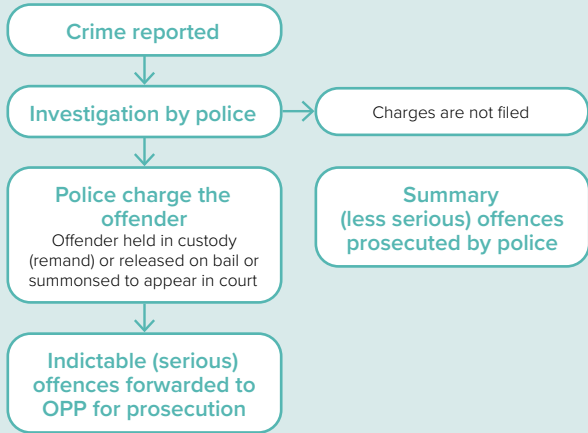 Crime reported
Investigation by police
Charges are not filed
Police charge the
offender
Offender held in custody
(remand) or released on bail or
summonsed to appear in court
Summary
(less serious) offences
prosecuted by police
Indictable (serious)
offences forwarded to
OPP for prosecution